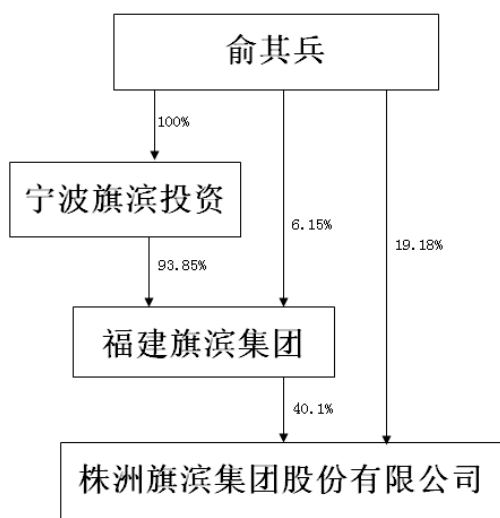 俞其兵
100%
宁波旗滨投资
6.15%
19.18%
93.85%
福建旗滨集团
40.1%
株洲旗滨集团股份有限公司